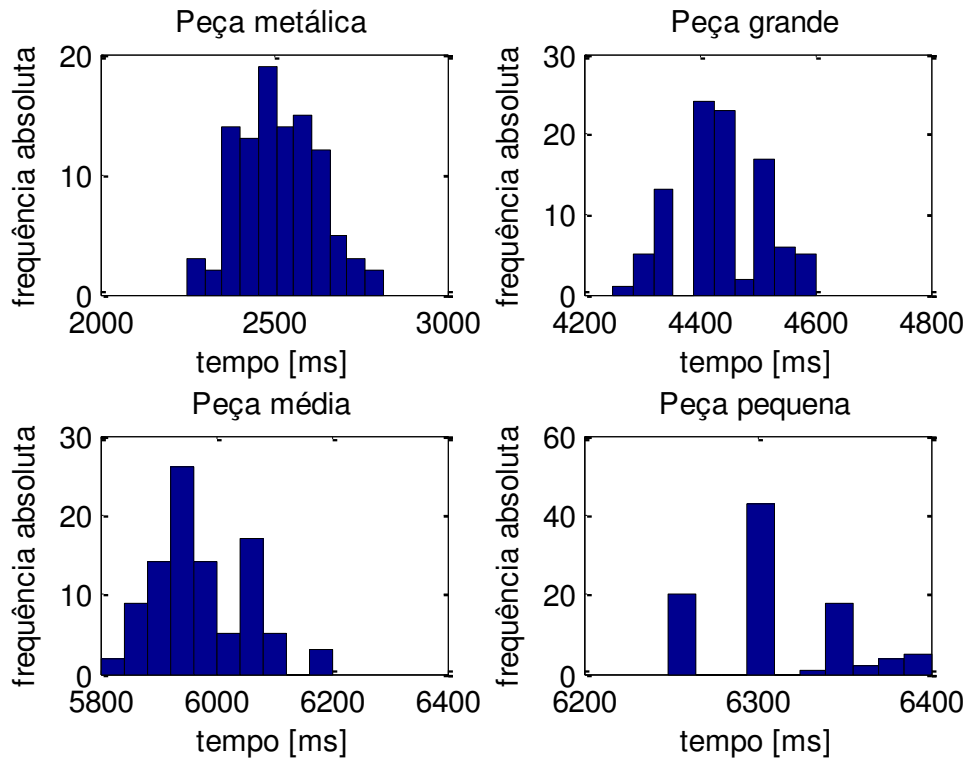 Peça metálica
frequência absoluta
20
10
0
2000
2500
3000
tempo [ms]
Peça grande
frequência absoluta
30
20
10
0
4200
4400
4600
4800
tempo [ms]
Peça média
frequência absoluta
30
20
10
0
5800
6000
6200
6400
tempo [ms]
Peça pequena
frequência absoluta
60
40
20
0
6200
6300
6400
tempo [ms]